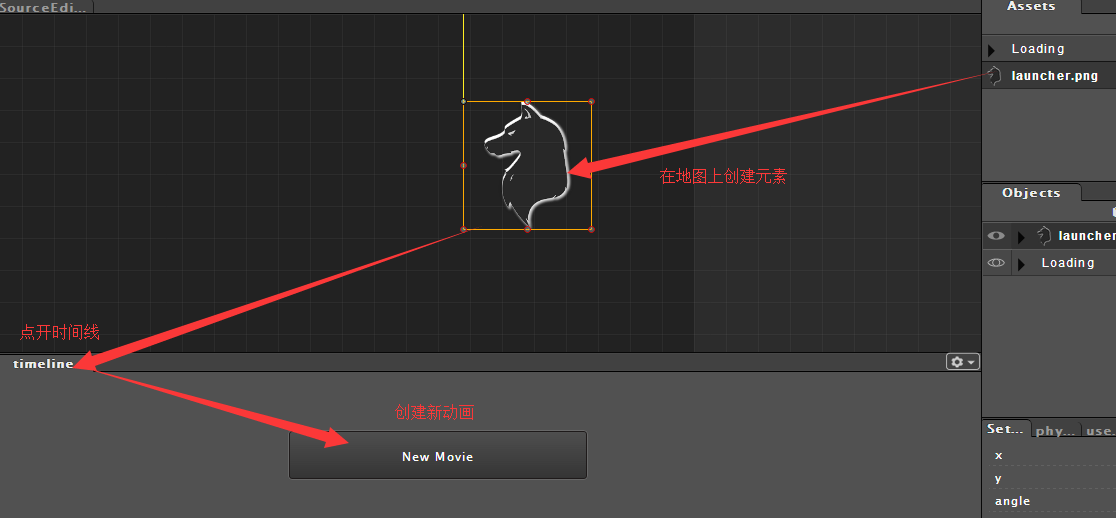 SourceEdi...
Assets
Loading
launcher.png
在地图上创建元素
Objects
launcher
Loading
点开时间线
timeline
创建新动画
New Movie
Set...
phy...
use.
x
y
angle